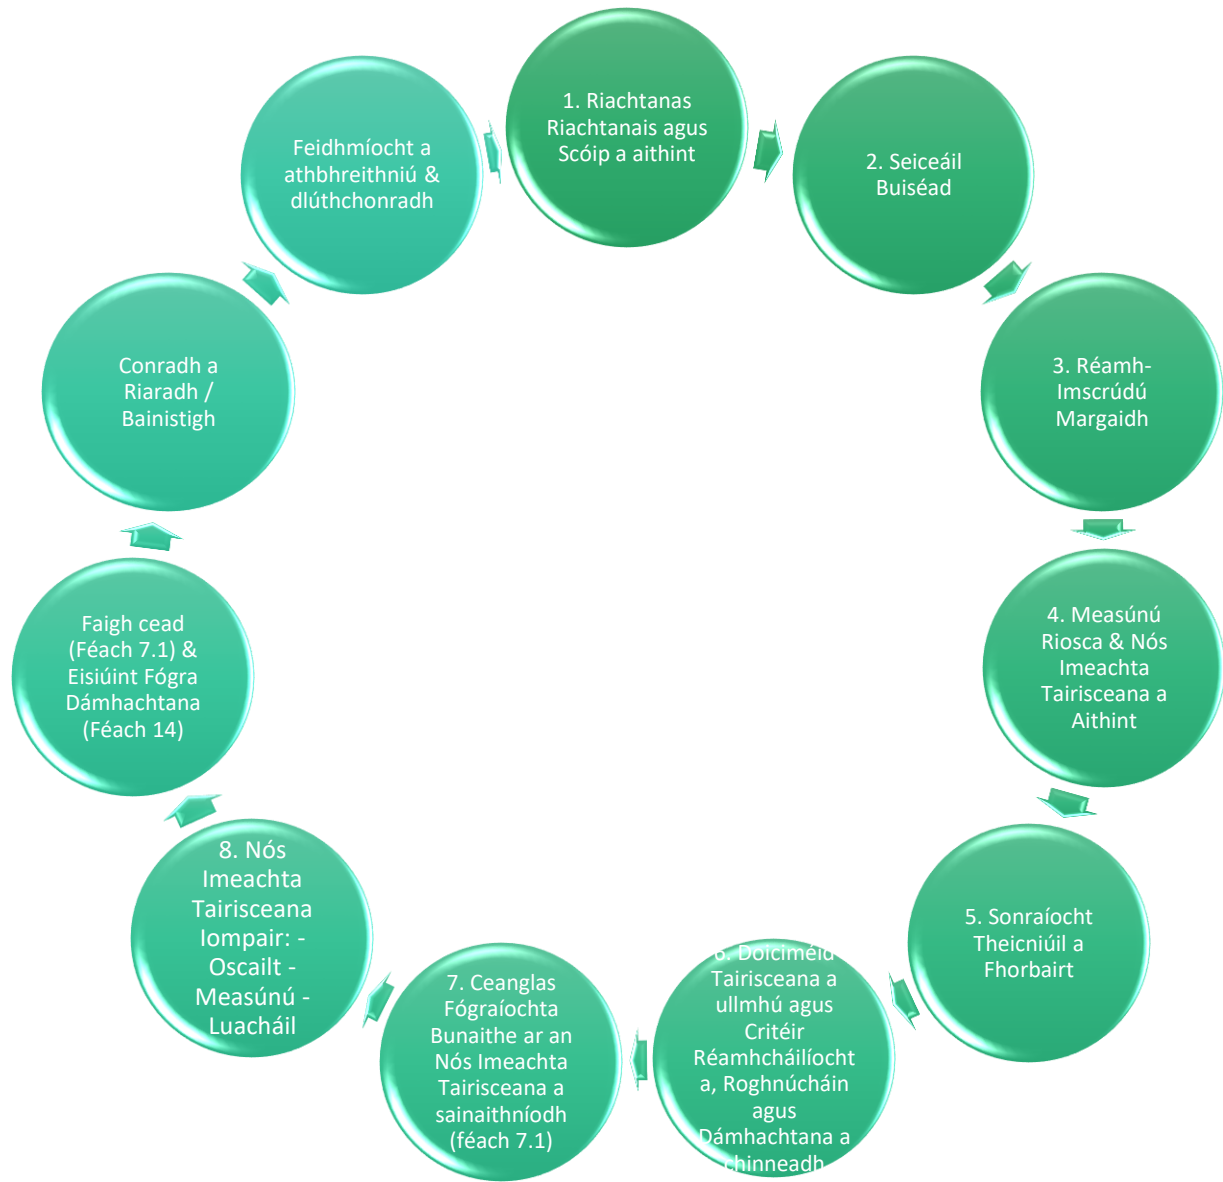 1. Riachtanas
Riachtanais agus
Scóip a aithint
2. Seiceáil
Buiséad
3. Réamh-
Imscrúdú
Margaidh
4. Measúnú
Riosca & Nós
Imeachta
Tairisceana a
Aithint
5. Sonraíocht
Theicniúil a
Fhorbairt
6. Doiciméid
Tairisceana a
ullmhú agus
Critéir
Réamhcháilíocht
a, Roghnúcháin
agus
Dámhachtana a
chinneadh
7. Ceanglas
Fógraíochta
Bunaithe ar an
Nós Imeachta
Tairisceana a
sainaithníodh
(féach 7.1)
8. Nós
Imeachta
Tairisceana
Iompair: -
Oscailt -
Measúnú -
Luacháil
Faigh cead
(Féach 7.1) &
Eisiúint Fógra
Dámhachtana
(Féach 14)
Conradh a
Riaradh /
Bainistigh
Feidhmíocht a
athbhreithniú &
dlúthchonradh